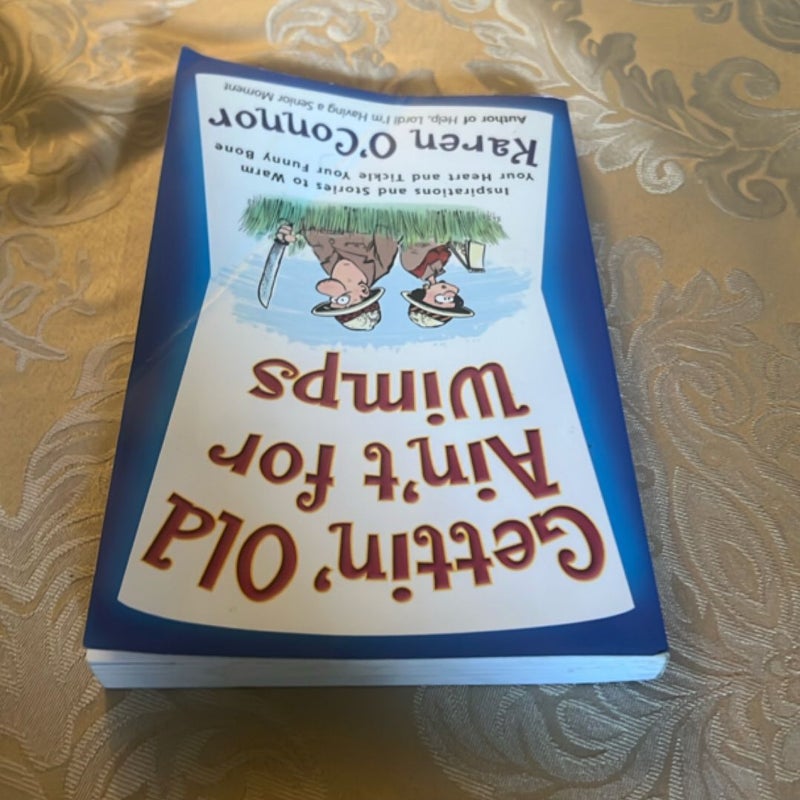 Gettin' Old
Ain't for
Wimps
Inspirations and Stories to Warm
Your Heart and Tickle Your Funny Bone
Karen O'Connor
Author of Help, Lord! I'm Having a Senior Moment